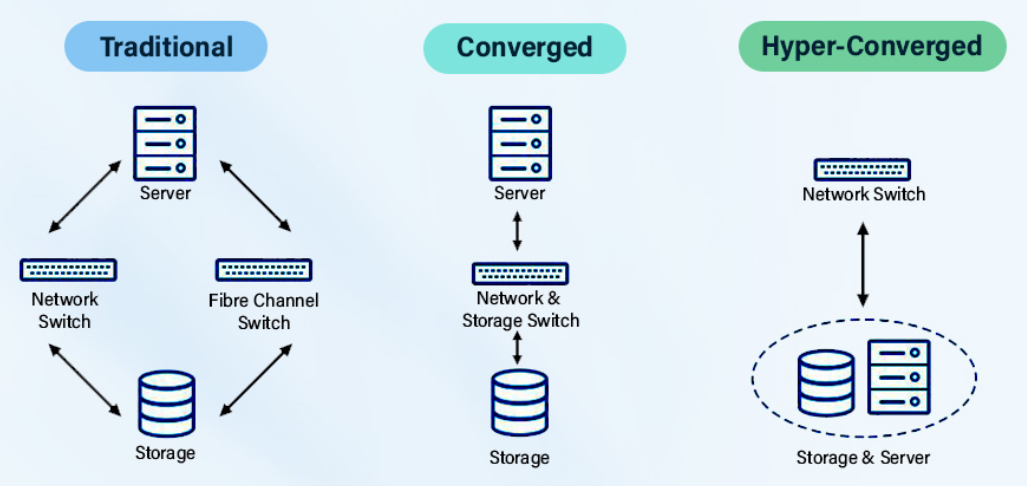 Traditional
Server
Network
Switch
Fibre Channel
Switch
Storage
Converged
Server
Network &
Storage Switch
Storage
Hyper-Converged
Network Switch
Storage & Server